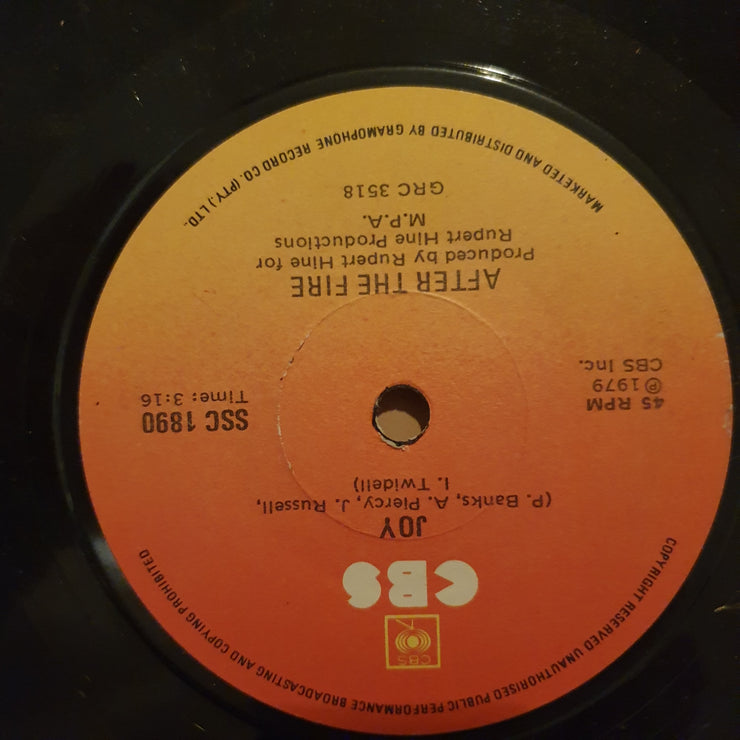 CBS
CBS
JOY
(P. Banks, A. Piercy, J. Russell,
I. Twidell)
45 RPM
℗ 1979
CBS Inc.
SSC 1890
Time: 3:16
AFTER THE FIRE
Produced by Rupert Hine for
Rupert Hine Productions
M.P.A.
GRC 3518
COPYRIGHT RESERVED UNAUTHORISED PUBLIC PERFORMANCE BROADCASTING AND COPYING PROHIBITED
MARKETED AND DISTRIBUTED BY GRAMOPHONE RECORD CO. (PTY.) LTD.